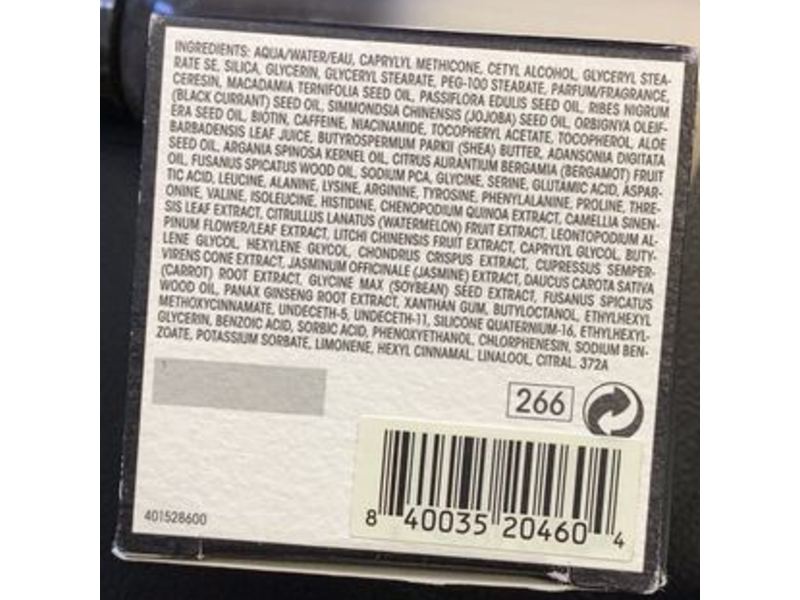 INGREDIENTS: AQUA/WATER/EAU, CAPRYLYL METHICONE, CETYL ALCOHOL, GLYCERYL STEA-
RATE SE, SILICA, GLYCERIN, GLYCERYL STEARATE, PEG-100 STEARATE, PARFUM/FRAGRANCE,
CERESIN, MACADAMIA TERNIFOLIA SEED OIL, PASSIFLORA EDULIS SEED OIL, RIBES NIGRUM
(BLACK CURRANT) SEED OIL, SIMMONDSIA CHINENSIS (JOJOBA) SEED OIL, ORBIGNYA OLEIF-
ERA SEED OIL, BIOTIN, CAFFEINE, NIACINAMIDE, TOCOPHERYL ACETATE, TOCOPHEROL, ALOE
BARBADENSIS LEAF JUICE, BUTYROSPERMUM PARKII (SHEA) BUTTER, ADANSONIA DIGITATA
SEED OIL, ARGANIA SPINOSA KERNEL OIL, CITRUS AURANTIUM BERGAMIA (BERGAMOT) FRUIT
OIL, FUSANUS SPICATUS WOOD OIL, SODIUM PCA, GLYCINE, SERINE, GLUTAMIC ACID, ASPAR-
TIC ACID, LEUCINE, ALANINE, LYSINE, ARGININE, TYROSINE, PHENYLALANINE, PROLINE, THRE-
ONINE, VALINE, ISOLEUCINE, HISTIDINE, CHENOPODIUM QUINOA EXTRACT, CAMELLIA SINEN-
SIS LEAF EXTRACT, CITRULLUS LANATUS (WATERMELON) FRUIT EXTRACT, LEONTOPODIUM AL-
PINUM FLOWER/LEAF EXTRACT, LITCHI CHINENSIS FRUIT EXTRACT, CAPRYLYL GLYCOL, BUTY-
LENE GLYCOL, HEXYLENE GLYCOL, CHONDRUS CRISPUS EXTRACT, CUPRESSUS SEMPER-
VIRENS CONE EXTRACT, JASMINUM OFFICINALE (JASMINE) EXTRACT, DAUCUS CAROTA SATIVA
(CARROT) ROOT EXTRACT, GLYCINE MAX (SOYBEAN) SEED EXTRACT, FUSANUS SPICATUS
WOOD OIL, PANAX GINSENG ROOT EXTRACT, XANTHAN GUM, BUTYLOCTANOL, ETHYLHEXYL
METHOXYCINNAMATE, UNDECETH-5, UNDECETH-11, SILICONE QUATERNIUM-16, ETHYLHEXYL-
GLYCERIN, BENZOIC ACID, SORBIC ACID, PHENOXYETHANOL, CHLORPHENESIN, SODIUM BEN-
ZOATE, POTASSIUM SORBATE, LIMONENE, HEXYL CINNAMAL, LINALOOL, CITRAL. 372A
266
401528600
8 40035 20460 4